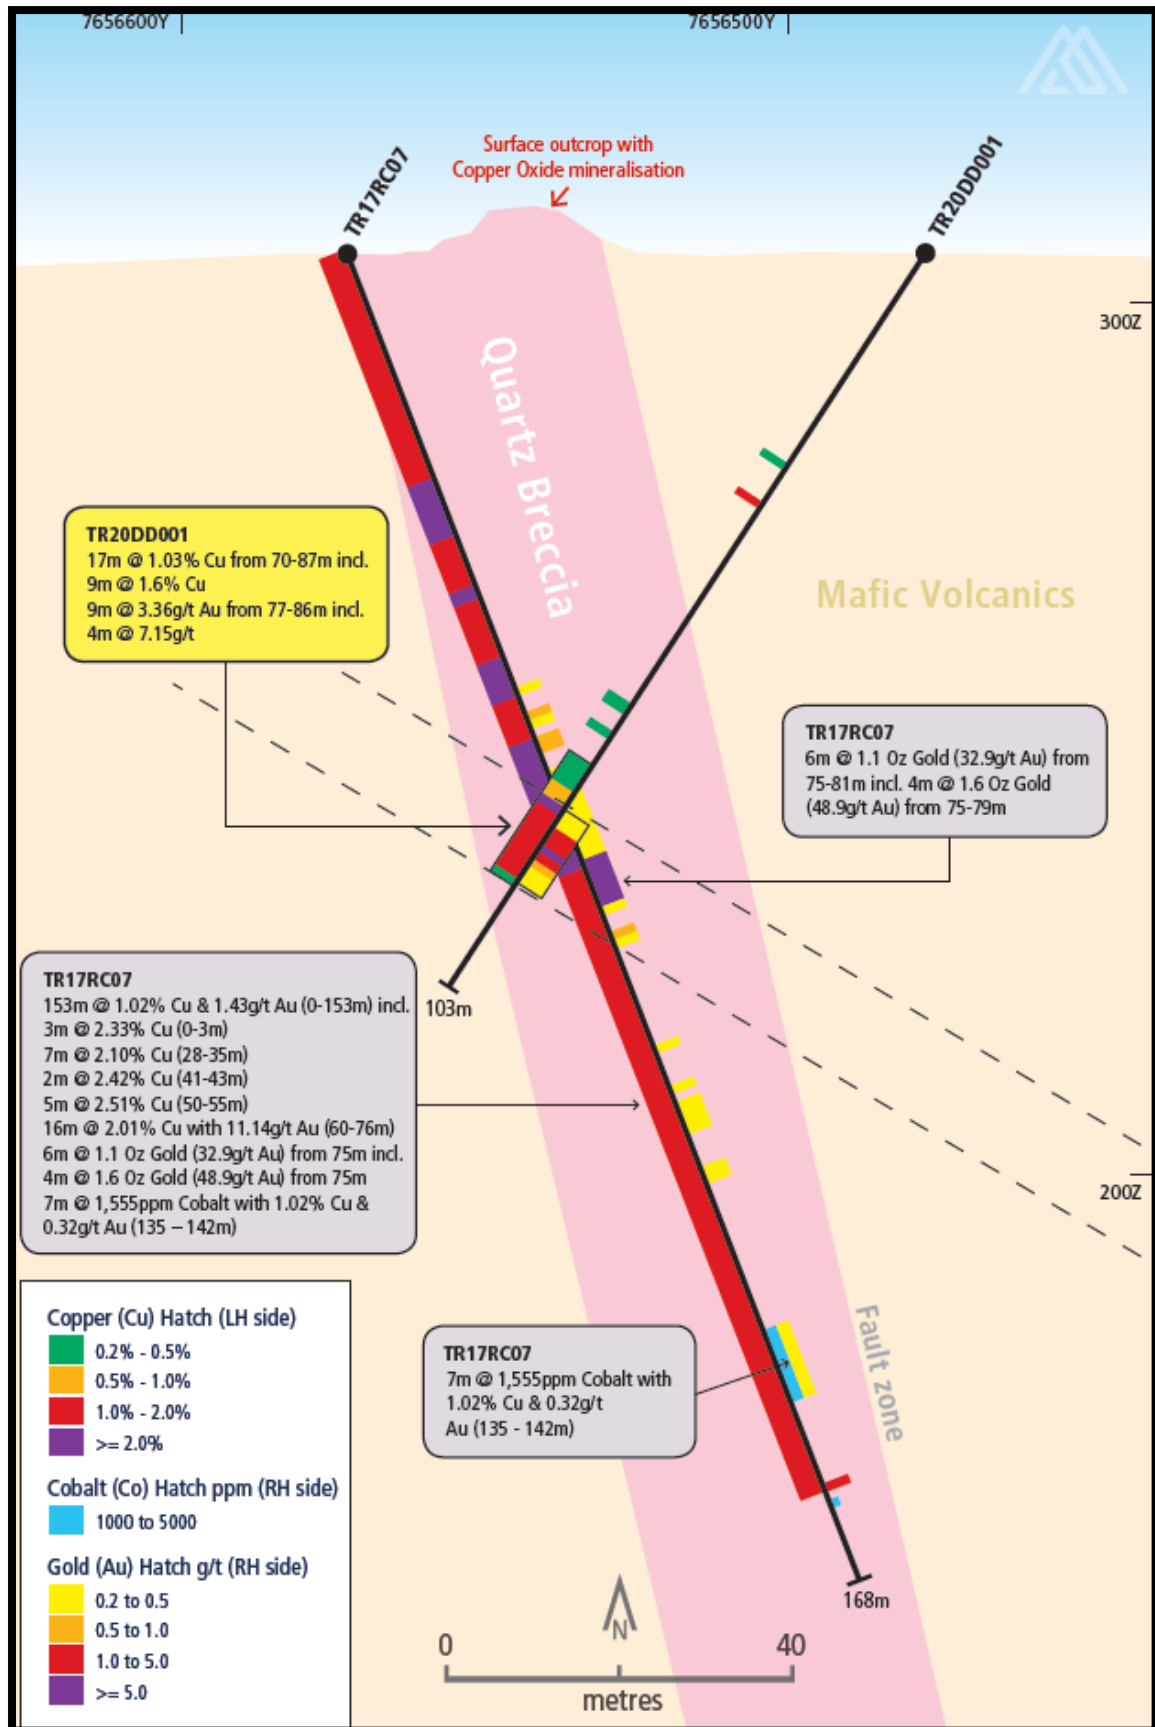 7656600Y
7656500Y
Surface outcrop with
Copper Oxide mineralisation
TR17RC07
TR20DD001
300Z
Quartz Breccia
Mafic Volcanics
TR20DD001
17m @ 1.03% Cu from 70-87m incl.
9m @ 1.6% Cu
9m @ 3.36g/t Au from 77-86m incl.
4m @ 7.15g/t
TR17RC07
6m @ 1.1 Oz Gold (32.9g/t Au) from
75-81m incl. 4m @ 1.6 Oz Gold
(48.9g/t Au) from 75-79m
TR17RC07
153m @ 1.02% Cu & 1.43g/t Au (0-153m) incl.
3m @ 2.33% Cu (0-3m)
7m @ 2.10% Cu (28-35m)
2m @ 2.42% Cu (41-43m)
5m @ 2.51% Cu (50-55m)
16m @ 2.01% Cu with 11.14g/t Au (60-76m)
6m @ 1.1 Oz Gold (32.9g/t Au) from 75m incl.
4m @ 1.6 Oz Gold (48.9g/t Au) from 75m
7m @ 1,555ppm Cobalt with 1.02% Cu &
0.32g/t Au (135 – 142m)
103m
200Z
Fault zone
TR17RC07
7m @ 1,555ppm Cobalt with
1.02% Cu & 0.32g/t
Au (135 - 142m)
168m
Copper (Cu) Hatch (LH side)
0.2% - 0.5%
0.5% - 1.0%
1.0% - 2.0%
>= 2.0%
Cobalt (Co) Hatch ppm (RH side)
1000 to 5000
Gold (Au) Hatch g/t (RH side)
0.2 to 0.5
0.5 to 1.0
1.0 to 5.0
>= 5.0
N
0
40
metres